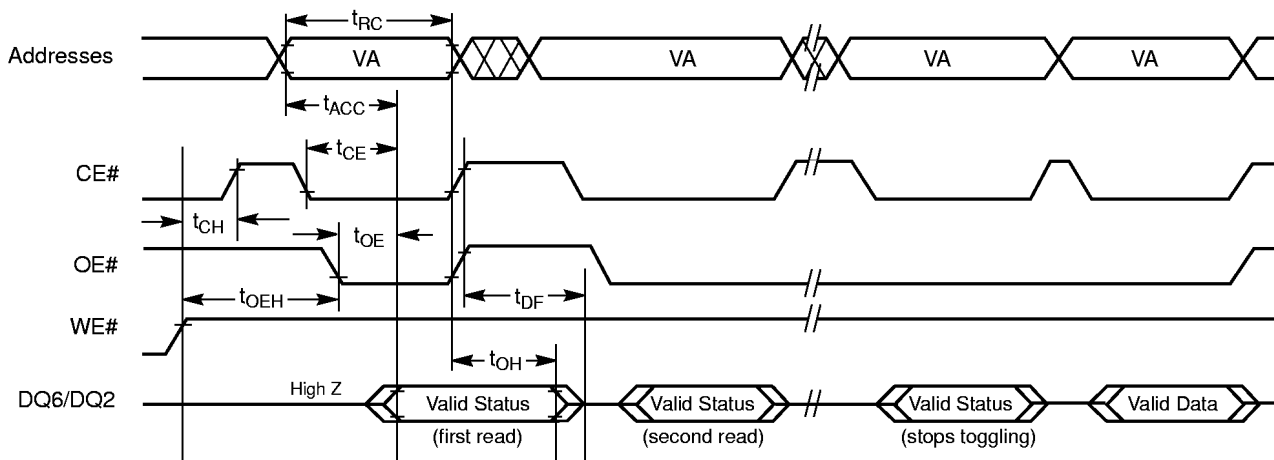 tRC
Addresses VA VA VA VA
tACC
tCE
CE#
tCH tOE
OE#
tOEH tDF
WE#
tOH
High Z
DQ6/DQ2 Valid Status Valid Status Valid Status Valid Data
(first read) (second read) (stops toggling)